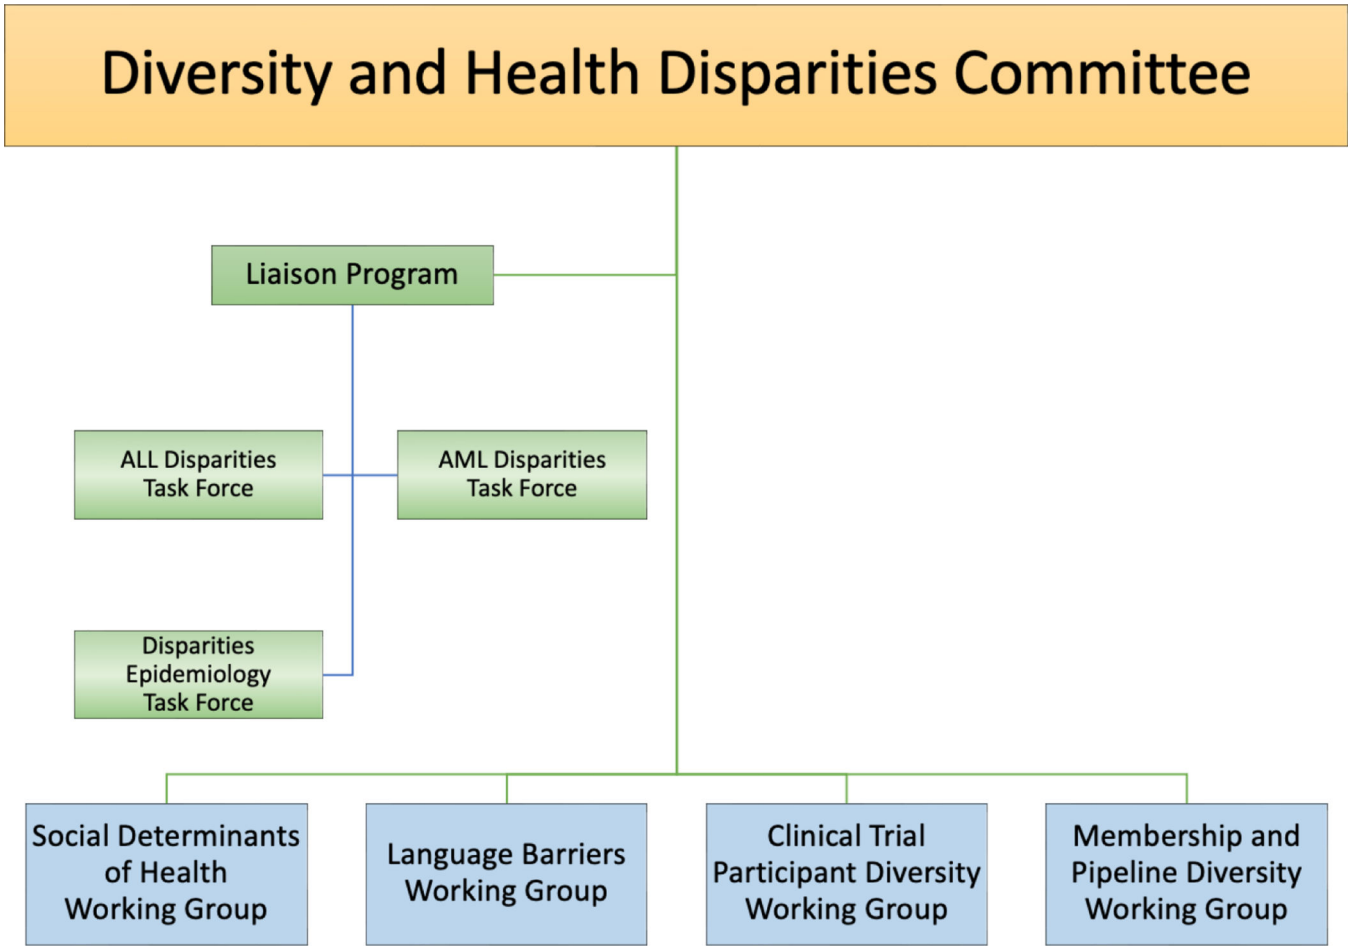 Diversity and Health Disparities Committee
Liaison Program
ALL Disparities
Task Force
AML Disparities
Task Force
Disparities
Epidemiology
Task Force
Social Determinants
of Health
Working Group
Language Barriers
Working Group
Clinical Trial
Participant Diversity
Working Group
Membership and
Pipeline Diversity
Working Group